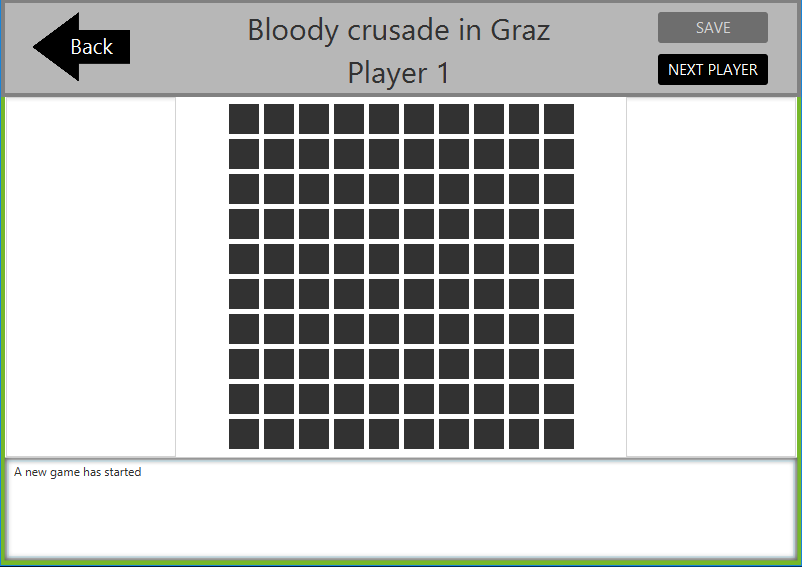 Back
Bloody crusade in Graz
Player 1
SAVE
NEXT PLAYER
A new game has started